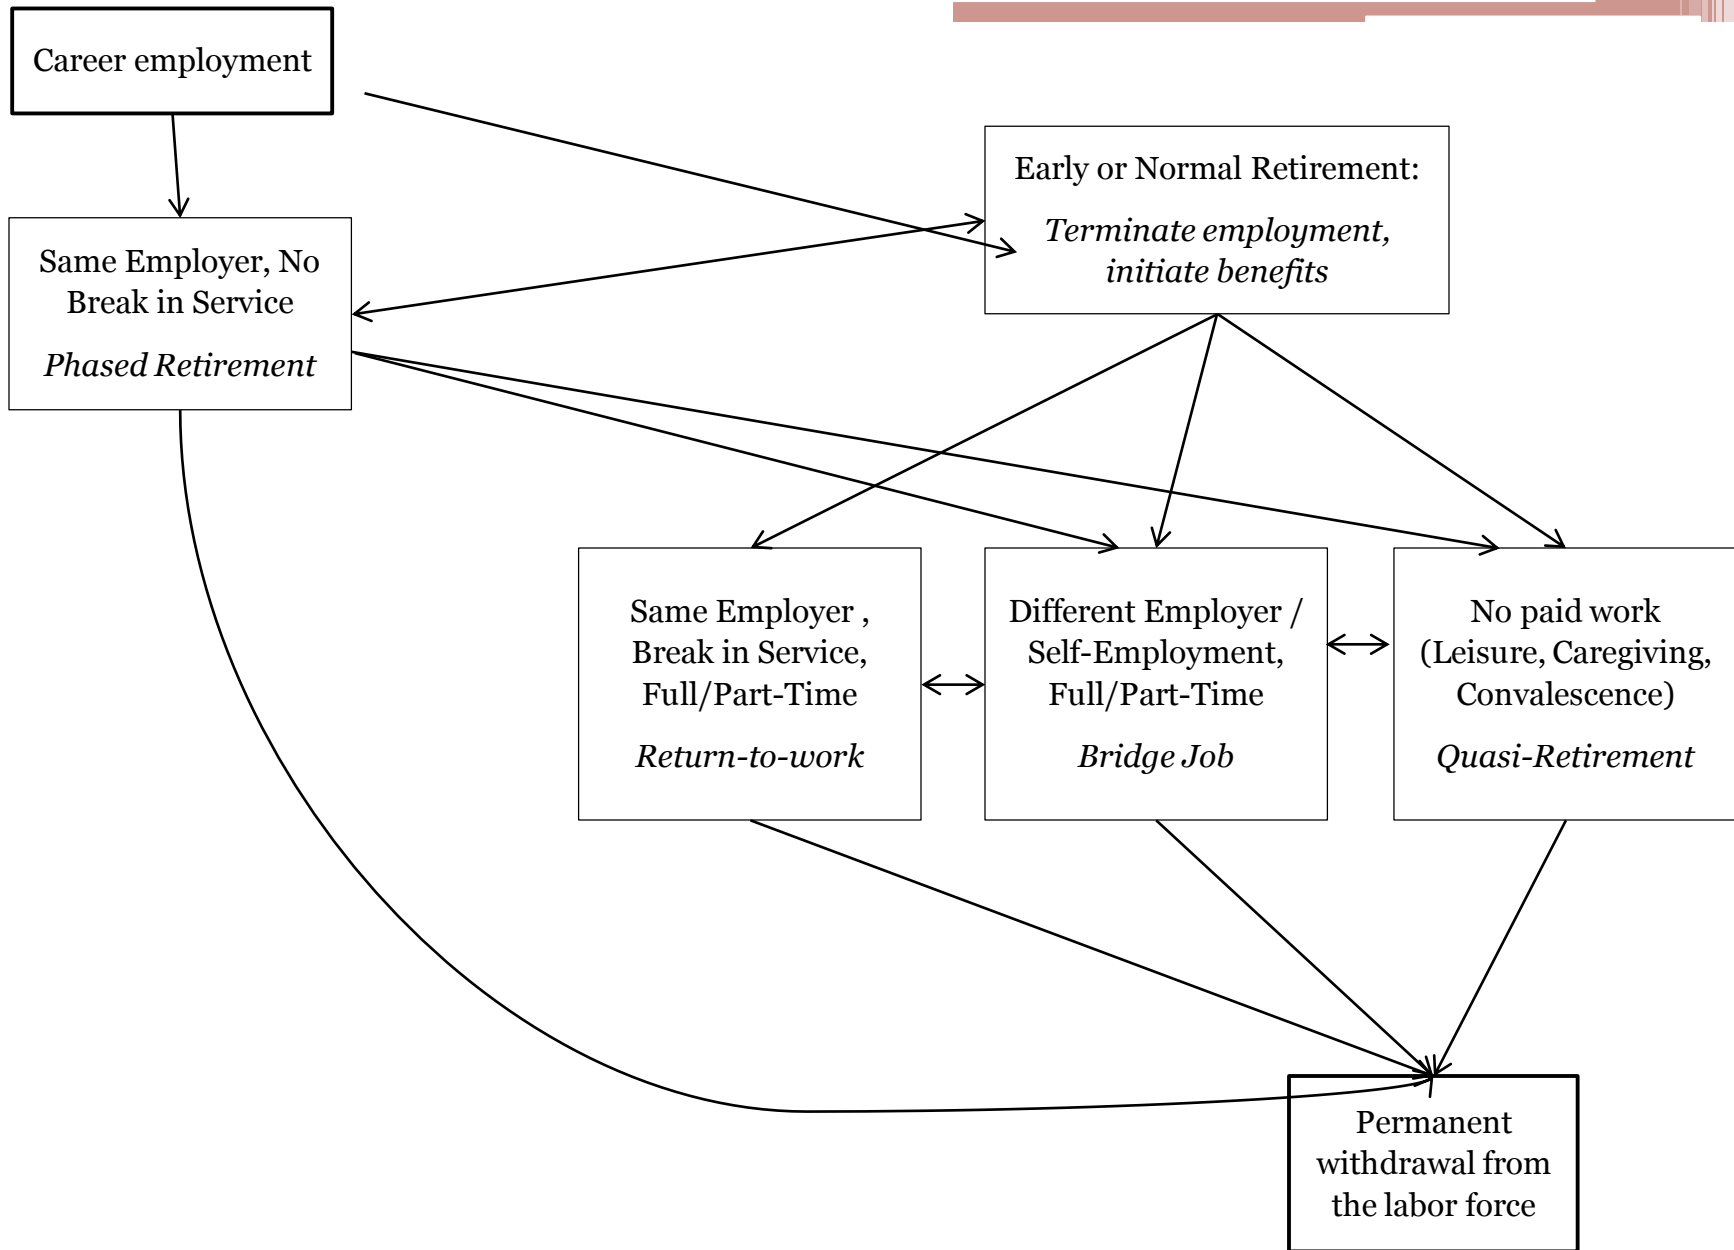 Career employment
Early or Normal Retirement:
Terminate employment,
initiate benefits
Same Employer, No
Break in Service
Phased Retirement
Same Employer ,
Break in Service,
Full/Part-Time
Return-to-work
Different Employer /
Self-Employment,
Full/Part-Time
Bridge Job
No paid work
(Leisure, Caregiving,
Convalescence)
Quasi-Retirement
Permanent
withdrawal from
the labor force